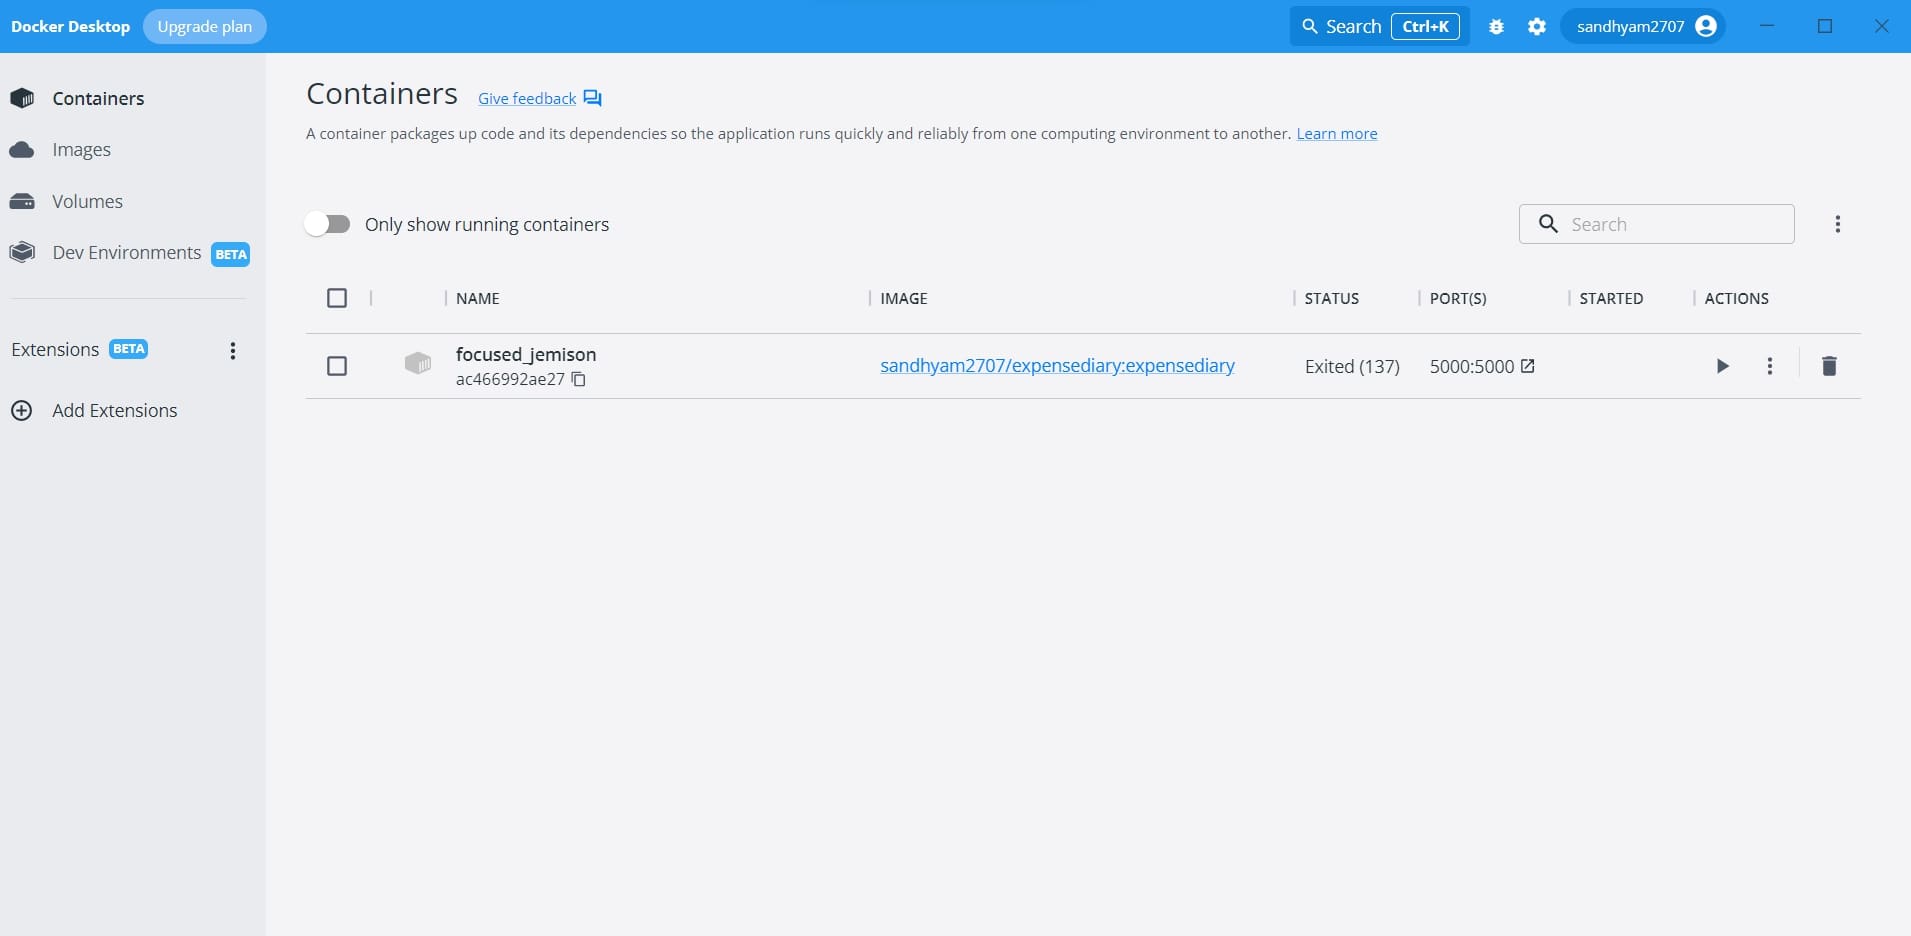 Docker Desktop Upgrade plan Search Ctrl+K sandhyam2707
Containers
Images
Volumes
Dev Environments BETA
Extensions BETA
Add Extensions
Containers Give feedback
A container packages up code and its dependencies so the application runs quickly and reliably from one computing environment to another. Learn more
Only show running containers Search
NAME IMAGE STATUS PORT(S) STARTED ACTIONS
focused_jemison sandhyam2707/expensediary:expensediary Exited (137) 5000:5000
ac466992ae27